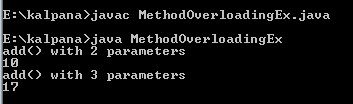 E:\kalpana>javac MethodOverloadingEx.java
E:\kalpana>java MethodOverloadingEx
add() with 2 parameters
10
add() with 3 parameters
17